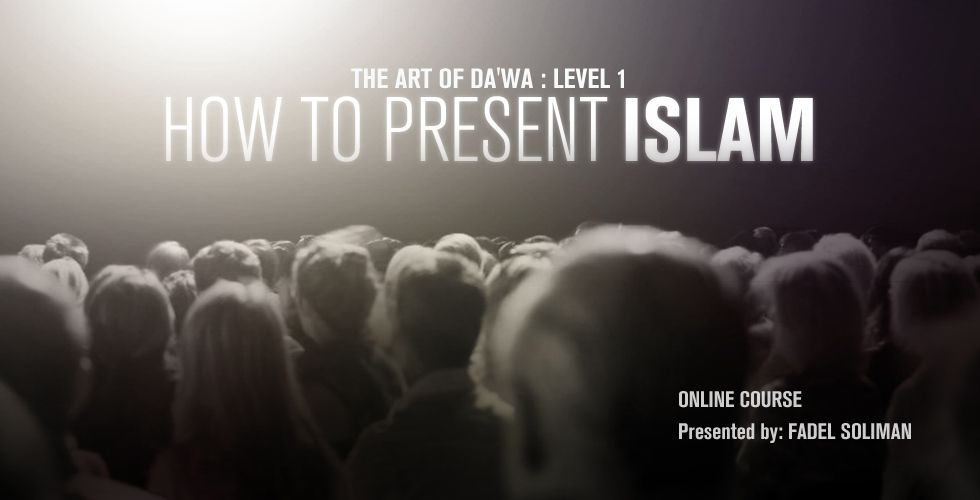 THE ART OF DA'WA : LEVEL 1
HOW TO PRESENT ISLAM
ONLINE COURSE
Presented by: FADEL SOLIMAN